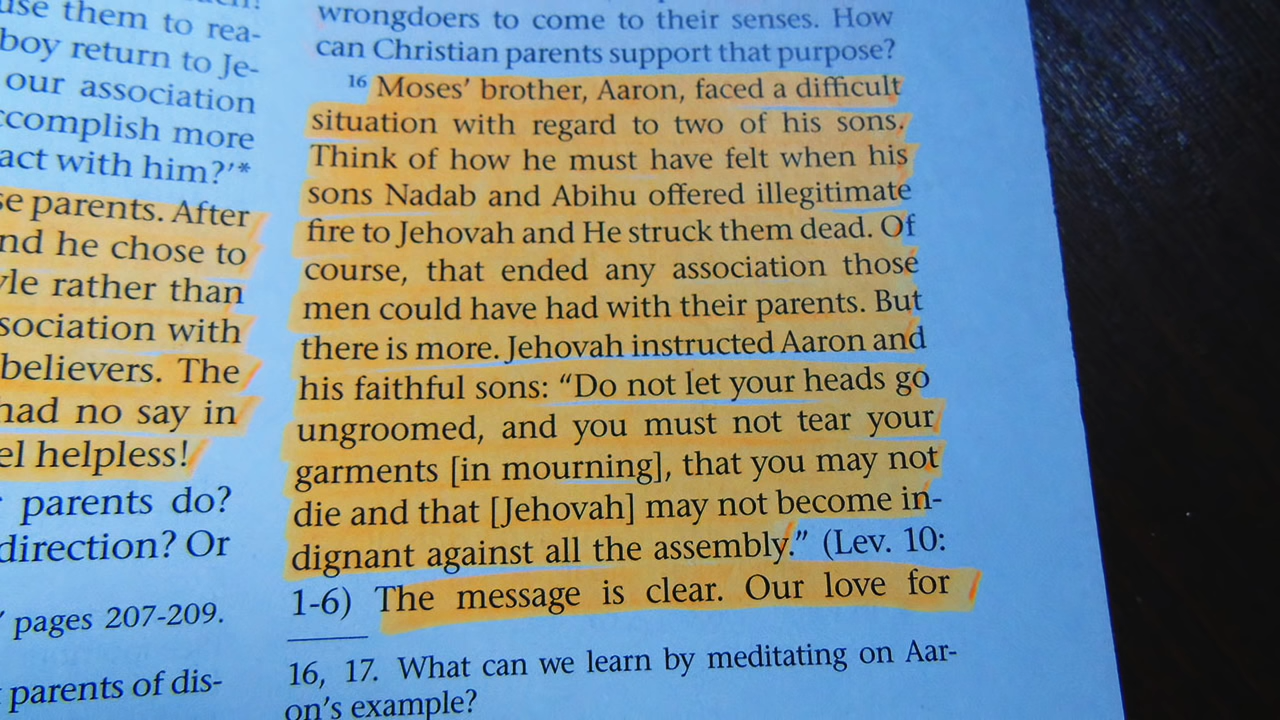 use them to rea-
boy return to Je-
our association
accomplish more
act with him?'*
se parents. After
nd he chose to
yle rather than
sociation with
believers. The
had no say in
el helpless!
parents do?
direction? Or
pages 207-209.
parents of dis-
wrongdoers to come to their senses. How
can Christian parents support that purpose?
16 Moses' brother, Aaron, faced a difficult
situation with regard to two of his sons.
Think of how he must have felt when his
sons Nadab and Abihu offered illegitimate
fire to Jehovah and He struck them dead. Of
course, that ended any association those
men could have had with their parents. But
there is more. Jehovah instructed Aaron and
his faithful sons: “Do not let your heads go
ungroomed, and you must not tear your
garments [in mourning], that you may not
die and that [Jehovah] may not become in-
dignant against all the assembly.” (Lev. 10:
1-6) The message is clear. Our love for
16, 17. What can we learn by meditating on Aar-
on's example?